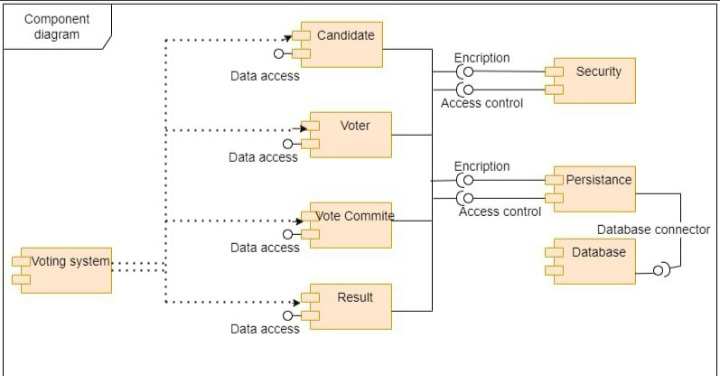 Component
diagram
Candidate
Data access
Encription
Security
Access control
Voter
Data access
Encription
Persistance
Access control
Vote Commite
Data access
Database connector
Voting system
Database
Result
Data access